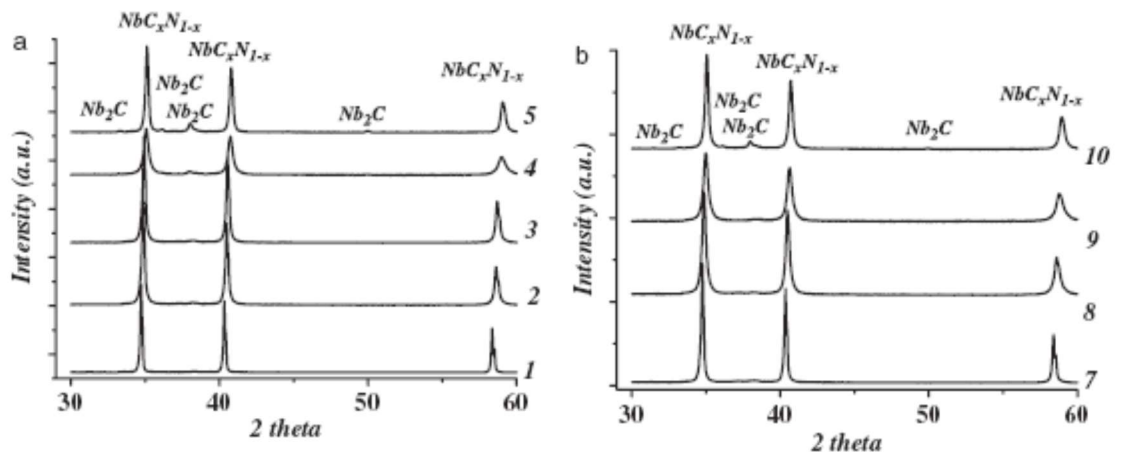 a
NbCxN1-x
NbCxN1-x
NbCxN1-x
Nb2C
Nb2C
Nb2C
Nb2C
5
4
3
2
1
Intensity (a.u.)
30 40 50 60
2 theta
b
NbCxN1-x
NbCxN1-x
NbCxN1-x
Nb2C
Nb2C
Nb2C
Nb2C
10
9
8
7
Intensity (a.u.)
30 40 50 60
2 theta